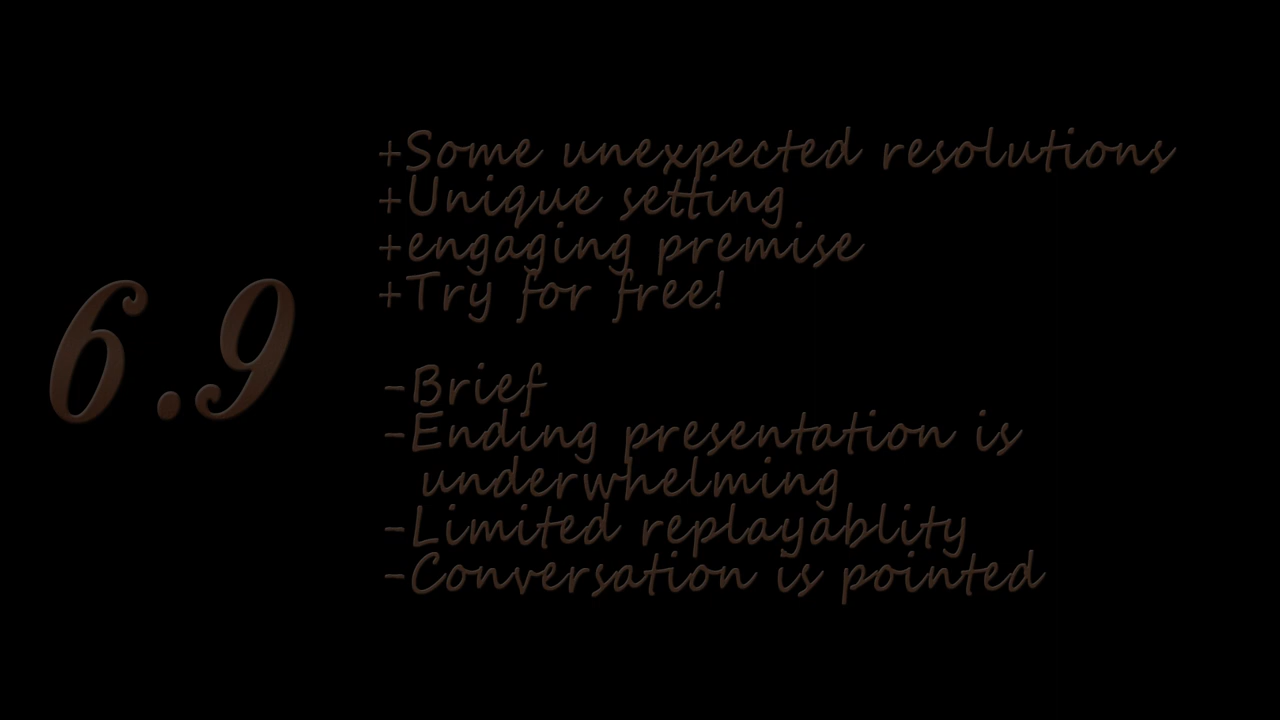 6.9
+Some unexpected resolutions
+Unique setting
+engaging premise
+Try for free!
-Brief
-Ending presentation is
underwhelming
-Limited replayablity
-Conversation is pointed